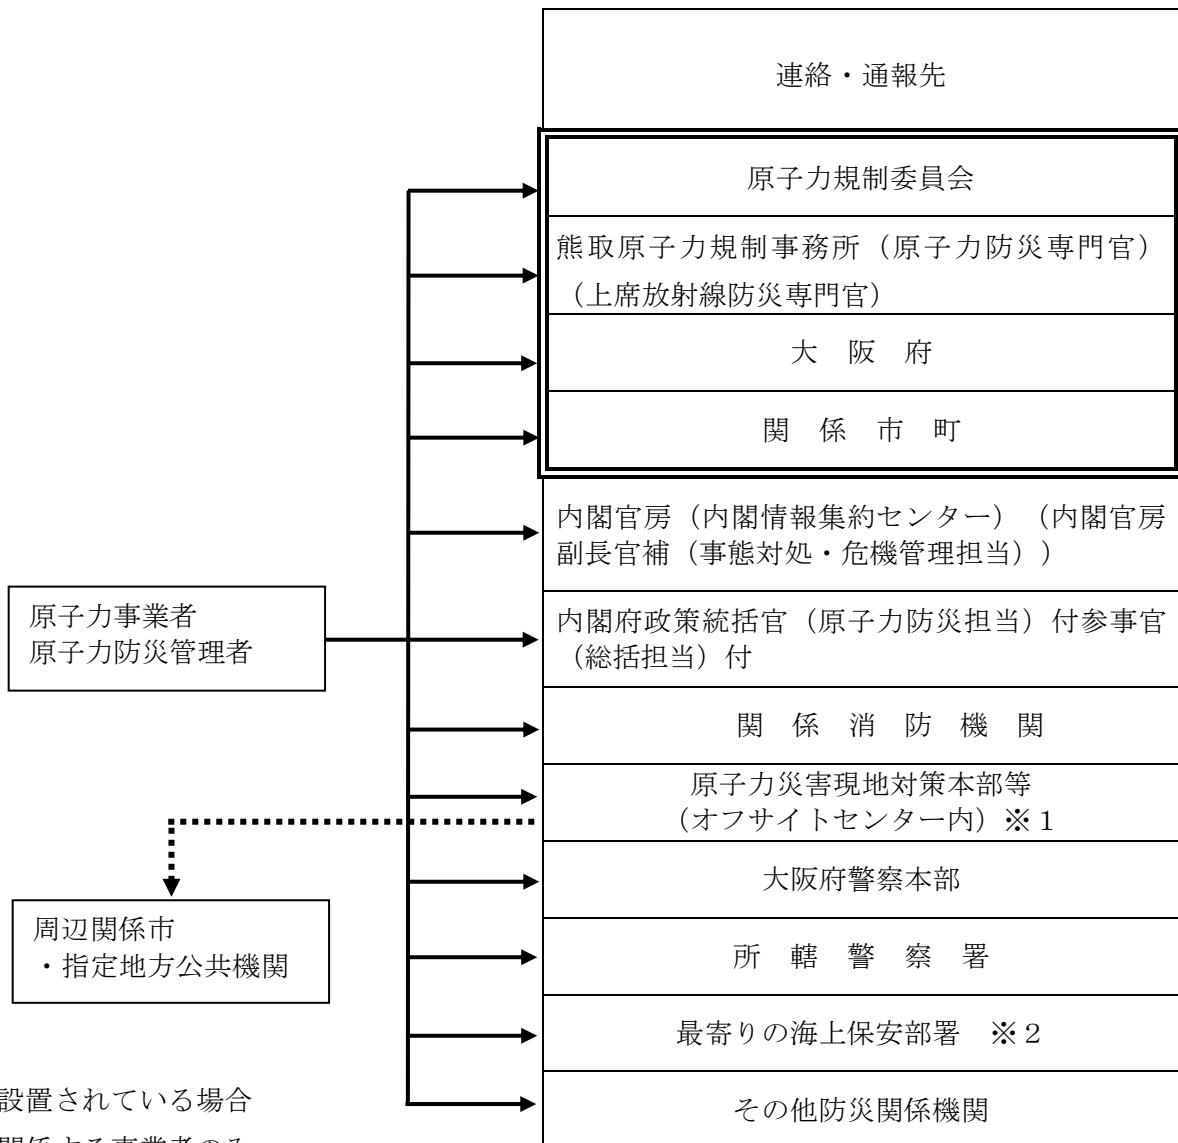 連絡・通報先
原子力規制委員会
熊取原子力規制事務所（原子力防災専門官）
（上席放射線防災専門官）
大　阪　府
関　係　市　町
内閣官房（内閣情報集約センター）　（内閣官房
副長官補（事態対処・危機管理担当））
原子力事業者
原子力防災管理者
内閣府政策統括官（原子力防災担当）付参事官
（総括担当）付
関　係　消　防　機　関
原子力災害現地対策本部等
（オフサイトセンター内）※１
大阪府警察本部
周辺関係市
・指定地方公共機関
所　轄　警　察　署
最寄りの海上保安部署　※２
設置されている場合
その他防災関係機関
関係する事業者のみ